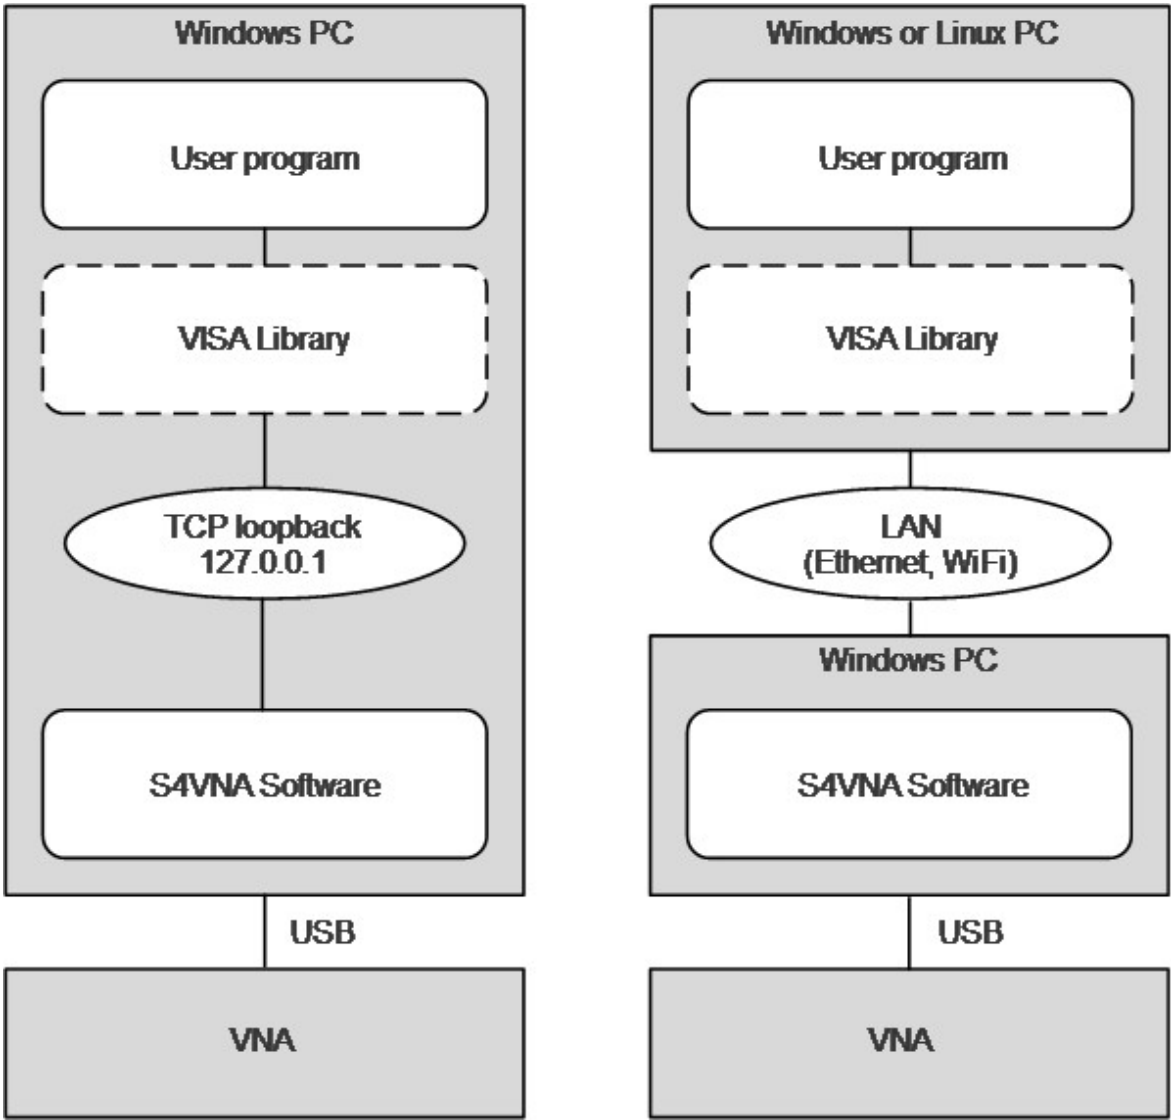 Windows PC
User program
VISA Library
TCP loopback
127.0.0.1
S4VNA Software
USB
VNA
Windows or Linux PC
User program
VISA Library
LAN
(Ethernet, WiFi)
Windows PC
S4VNA Software
USB
VNA